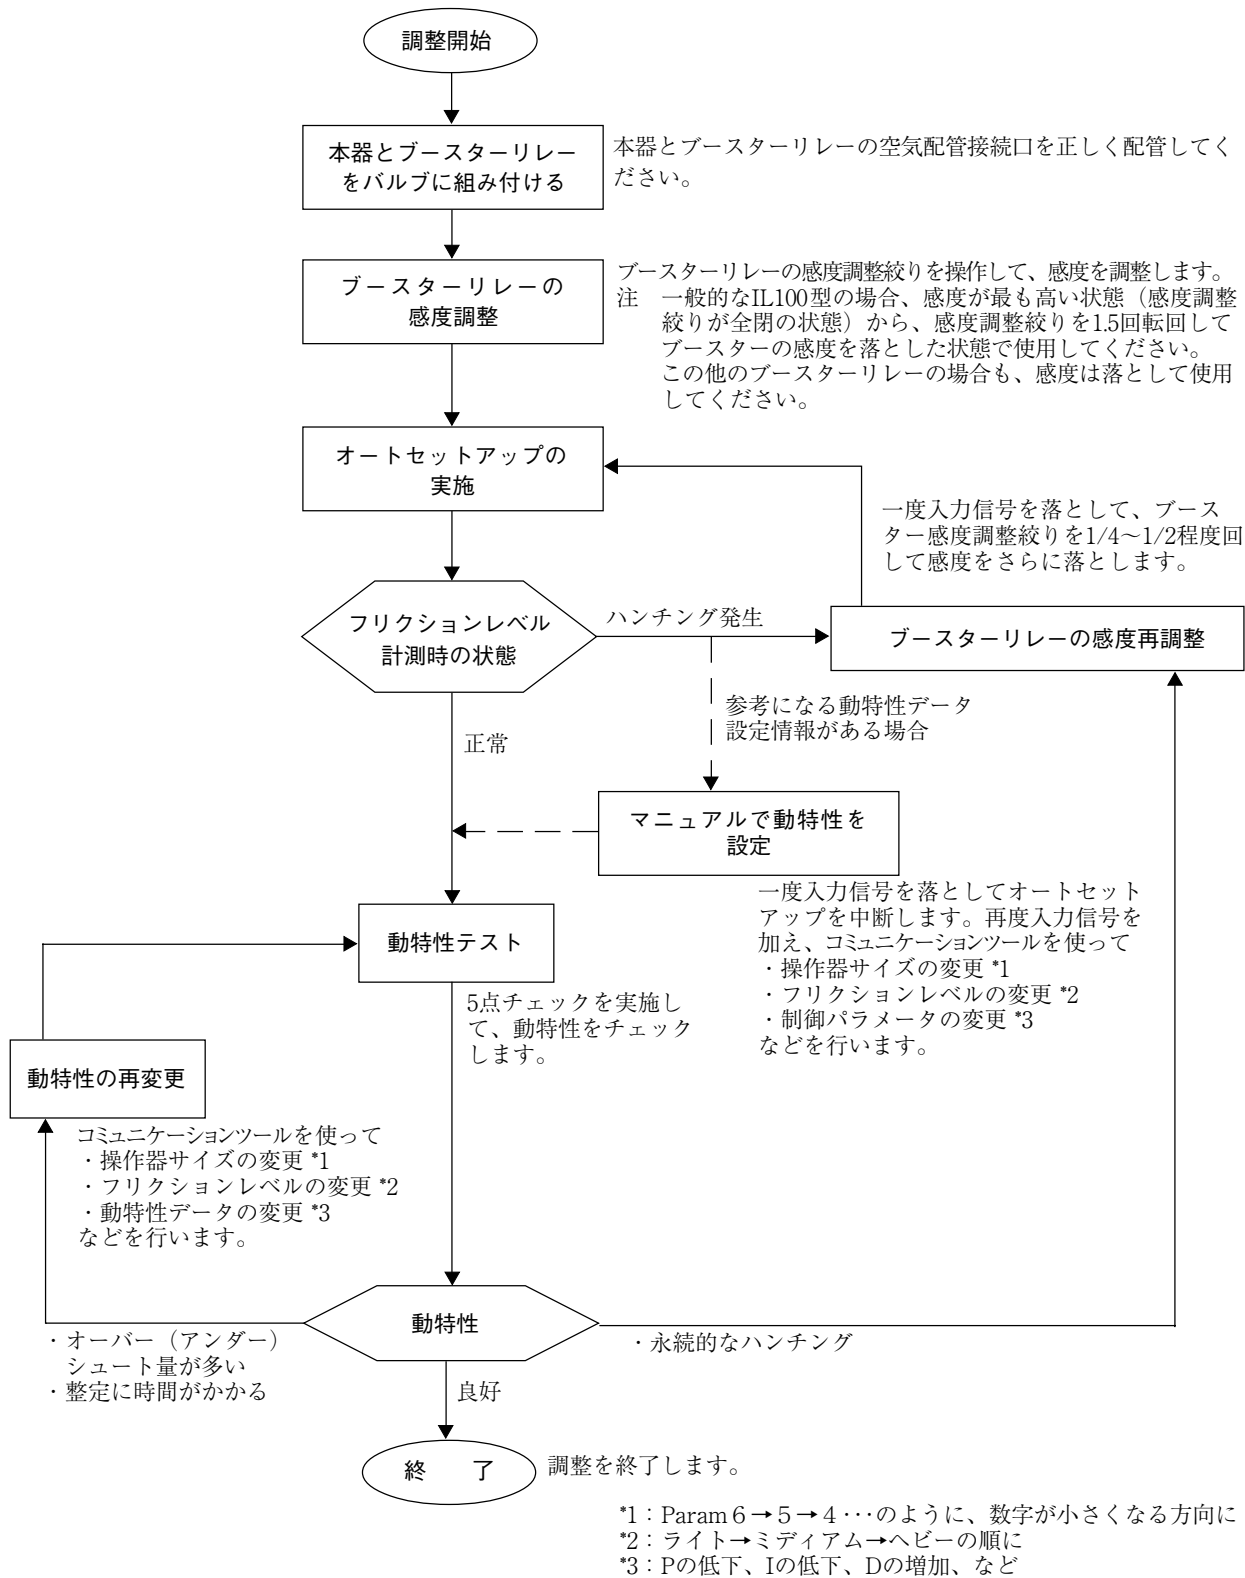 調整開始
本器とブースターリレー
をバルブに組み付ける
本器とブースターリレーの空気配管接続口を正しく配管してく
ださい。
ブースターリレーの
感度調整
ブースターリレーの感度調整絞りを操作して、感度を調整します。
注　一般的なIL100型の場合、感度が最も高い状態（感度調整
絞りが全閉の状態）から、感度調整絞りを1.5回転回して
ブースターの感度を落とした状態で使用してください。
この他のブースターリレーの場合も、感度は落として使用
してください。
オートセットアップの
実施
一度入力信号を落として、ブース
ター感度調整絞りを1/4～1/2程度回
して感度をさらに落とします。
フリクションレベル
計測時の状態
ハンチング発生
ブースターリレーの感度再調整
参考になる動特性データ
設定情報がある場合
正常
マニュアルで動特性を
設定
一度入力信号を落としてオートセット
アップを中断します。再度入力信号を
加え、コミュニケーションツールを使って
・操作器サイズの変更 *1
・フリクションレベルの変更 *2
・制御パラメータの変更 *3
などを行います。
動特性テスト
5点チェックを実施し
て、動特性をチェック
します。
動特性の再変更
コミュニケーションツールを使って
・操作器サイズの変更 *1
・フリクションレベルの変更 *2
・動特性データの変更 *3
などを行います。
動特性
・オーバー（アンダー）
シュート量が多い
・整定に時間がかかる
・永続的なハンチング
良好
終　了
調整を終了します。
*1：Param 6→5→4･･･のように、数字が小さくなる方向に
*2：ライト→ミディアム→ヘビーの順に
*3：Pの低下、Iの低下、Dの増加、など